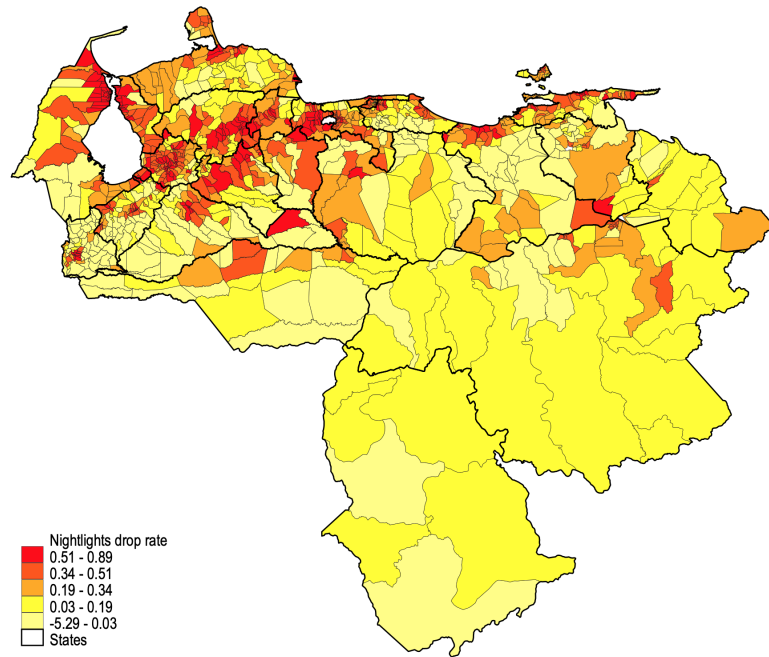 Nightlights drop rate
0.51 - 0.89
0.34 - 0.51
0.19 - 0.34
0.03 - 0.19
-5.29 - 0.03
States